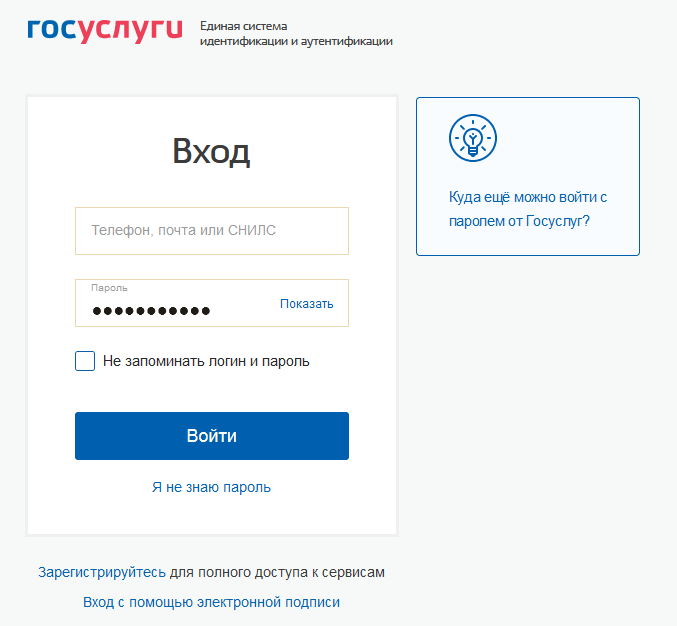 госуслуги
Единая система
идентификации и аутентификации
Вход
Телефон, почта или СНИЛС
Пароль
Показать
Не запоминать логин и пароль
Войти
Я не знаю пароль
Куда ещё можно войти с
паролем от Госуслуг?
Зарегистрируйтесь для полного доступа к сервисам
Вход с помощью электронной подписи